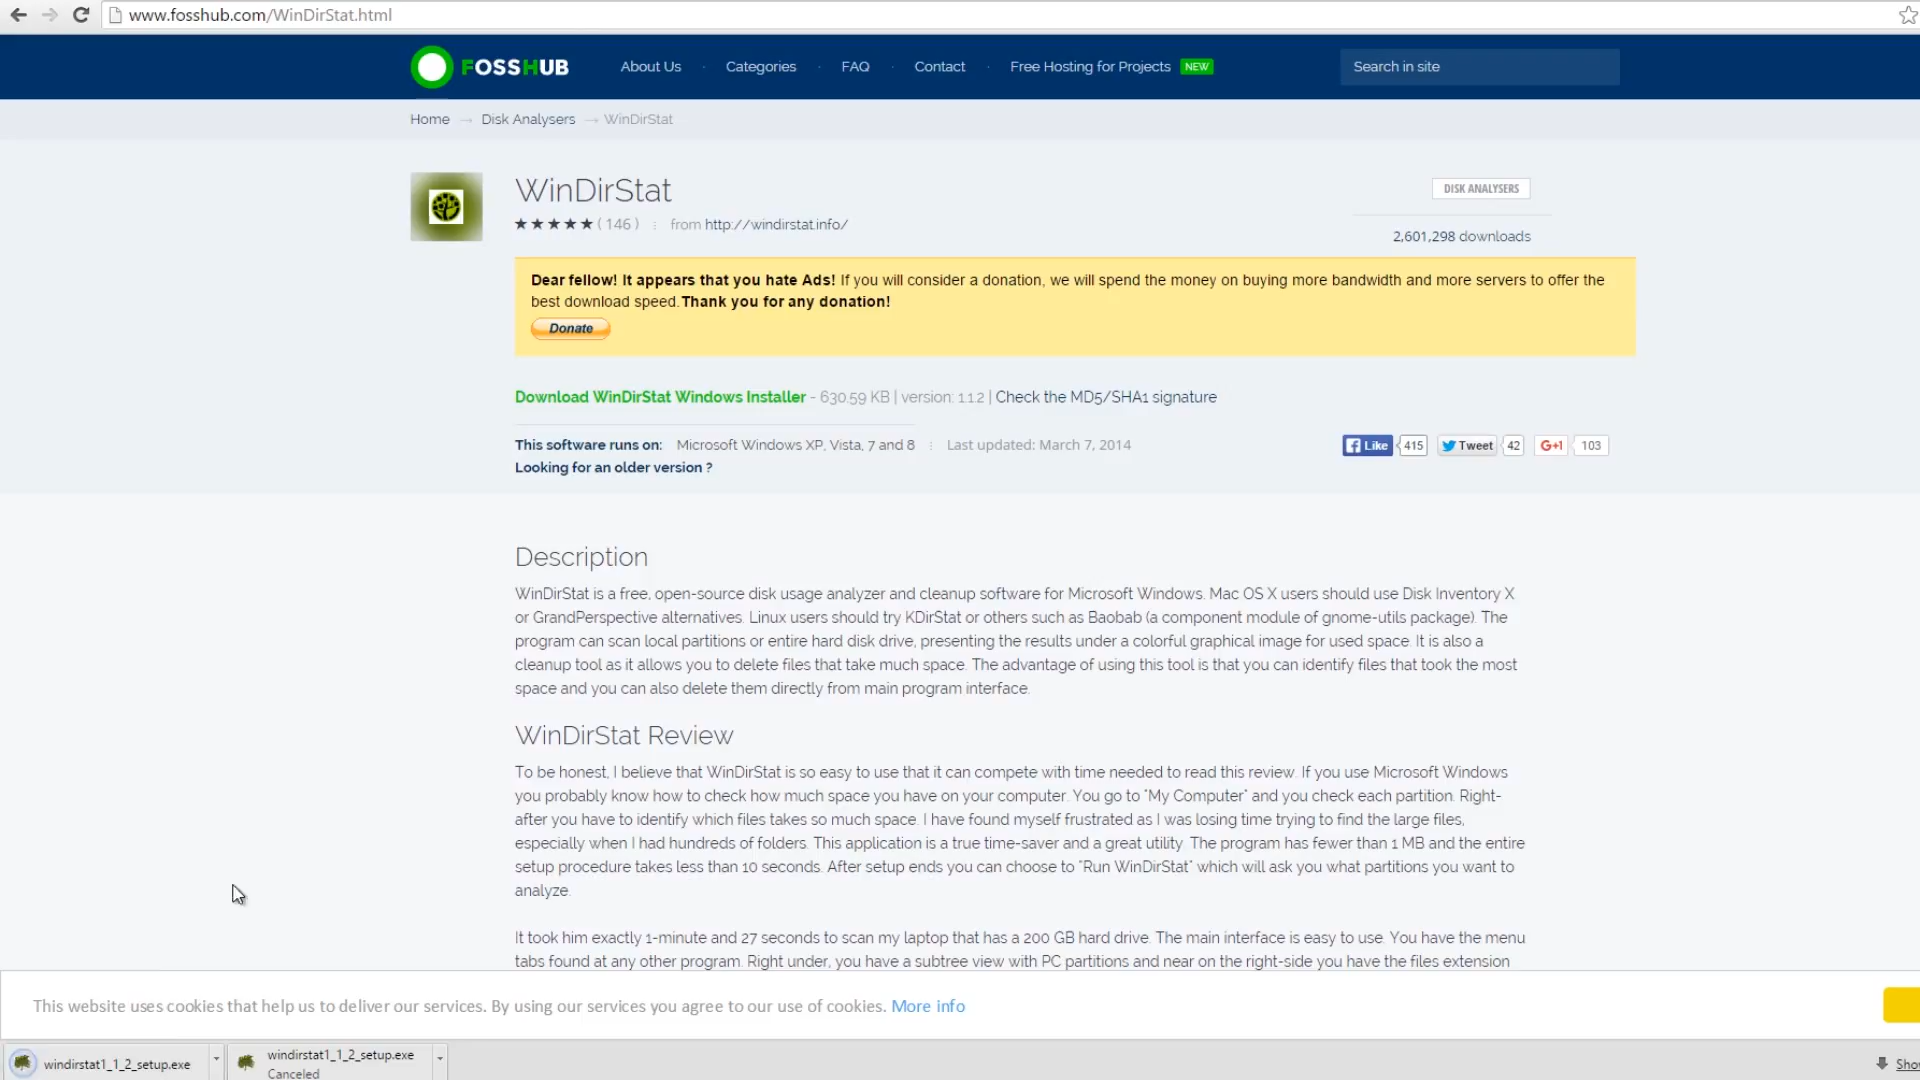 www.fosshub.com/WinDirStat.html
FOSSHUB
About Us · Categories · FAQ · Contact · Free Hosting for Projects NEW
Search in site
Home → Disk Analysers → WinDirStat
WinDirStat
DISK ANALYSERS
★★★★★ ( 146 ) from http://windirstat.info/
2,601,298 downloads
Dear fellow! It appears that you hate Ads! If you will consider a donation, we will spend the money on buying more bandwidth and more servers to offer the
best download speed. Thank you for any donation!
Donate
Download WinDirStat Windows Installer - 630.59 KB | version: 1.1.2 | Check the MD5/SHA1 signature
This software runs on: Microsoft Windows XP, Vista, 7 and 8 Last updated: March 7, 2014
Like 415 Tweet 42 G+1 103
Looking for an older version ?
Description
WinDirStat is a free, open-source disk usage analyzer and cleanup software for Microsoft Windows. Mac OS X users should use Disk Inventory X
or GrandPerspective alternatives. Linux users should try KDirStat or others such as Baobab (a component module of gnome-utils package). The
program can scan local partitions or entire hard disk drive, presenting the results under a colorful graphical image for used space. It is also a
cleanup tool as it allows you to delete files that take much space. The advantage of using this tool is that you can identify files that took the most
space and you can also delete them directly from main program interface.
WinDirStat Review
To be honest, I believe that WinDirStat is so easy to use that it can compete with time needed to read this review. If you use Microsoft Windows
you probably know how to check how much space you have on your computer. You go to "My Computer" and you check each partition. Right-
after you have to identify which files takes so much space. I have found myself frustrated as I was losing time trying to find the large files,
especially when I had hundreds of folders. This application is a true time-saver and a great utility. The program has fewer than 1 MB and the entire
setup procedure takes less than 10 seconds. After setup ends you can choose to "Run WinDirStat" which will ask you what partitions you want to
analyze.
It took him exactly 1-minute and 27 seconds to scan my laptop that has a 200 GB hard drive. The main interface is easy to use. You have the menu
tabs found at any other program. Right under, you have a subtree view with PC partitions and near on the right-side you have the files extension
This website uses cookies that help us to deliver our services. By using our services you agree to our use of cookies. More info
windirstat1_1_2_setup.exe
windirstat1_1_2_setup.exe
Canceled
Sho